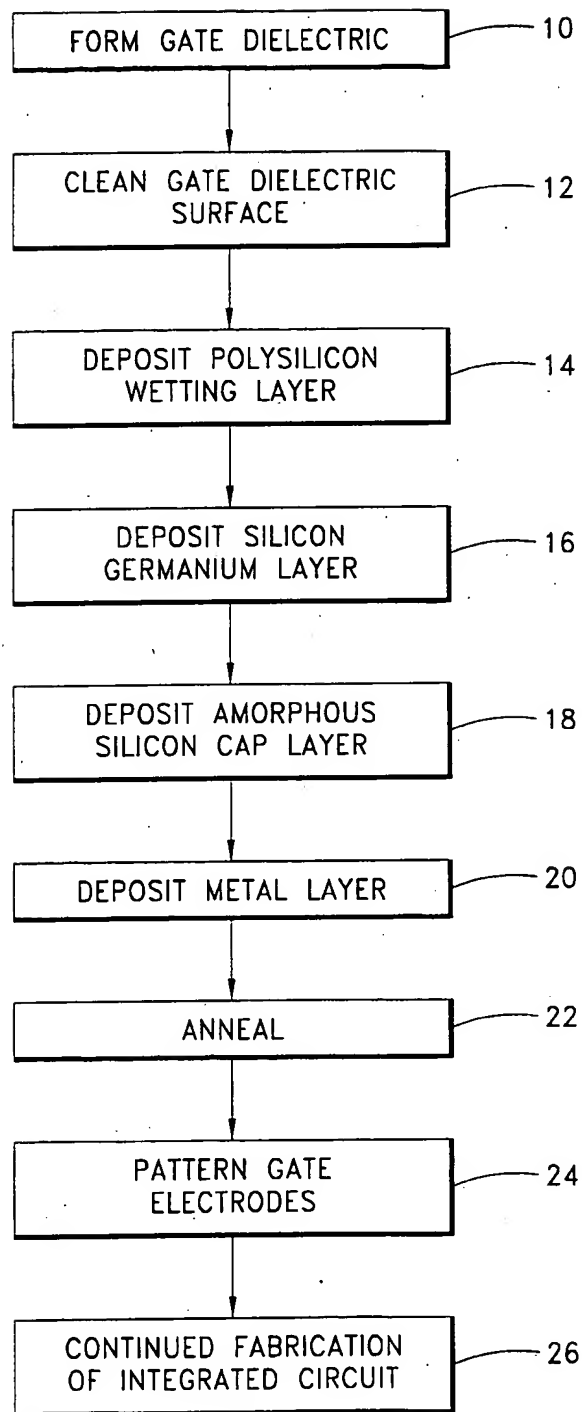 FORM GATE DIELECTRIC
10
CLEAN GATE DIELECTRIC
SURFACE
12
DEPOSIT POLYSILICON
WETTING LAYER
14
DEPOSIT SILICON
GERMANIUM LAYER
16
DEPOSIT AMORPHOUS
SILICON CAP LAYER
18
DEPOSIT METAL LAYER
20
ANNEAL
22
PATTERN GATE
ELECTRODES
24
CONTINUED FABRICATION
OF INTEGRATED CIRCUIT
26